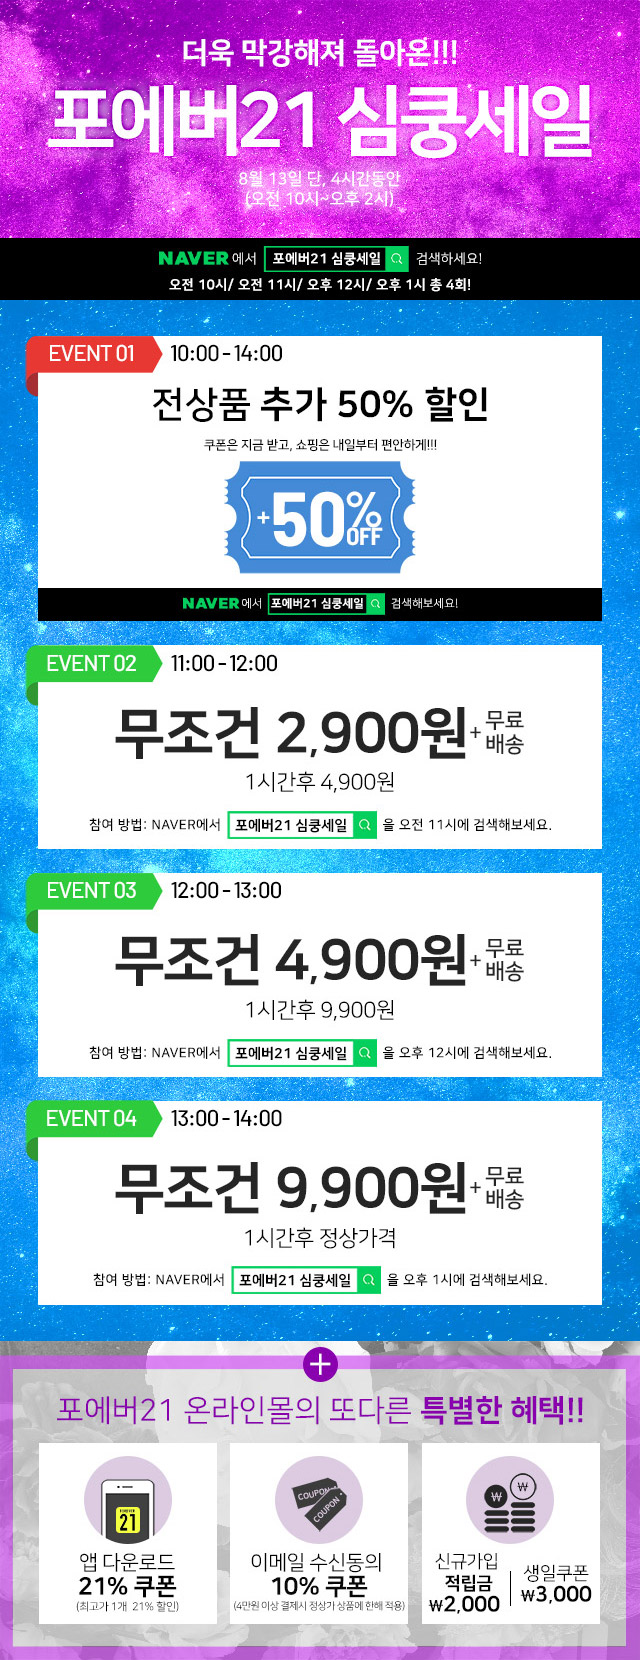 더욱 막강해져 돌아온!!!
포에버21 심쿵세일
8월 13일 단, 4시간동안
(오전 10시~오후 2시)
NAVER에서 포에버21 심쿵세일 검색하세요!
오전 10시/ 오전 11시/ 오후 12시/ 오후 1시 총 4회!
EVENT 01 10:00 - 14:00
전상품 추가 50% 할인
쿠폰은 지금 받고, 쇼핑은 내일부터 편안하게!!!
+50% OFF
NAVER에서 포에버21 심쿵세일 검색해보세요!
EVENT 02 11:00 - 12:00
무조건 2,900원 + 무료 배송
1시간후 4,900원
참여 방법: NAVER에서 포에버21 심쿵세일 을 오전 11시에 검색해보세요.
EVENT 03 12:00 - 13:00
무조건 4,900원 + 무료 배송
1시간후 9,900원
참여 방법: NAVER에서 포에버21 심쿵세일 을 오후 12시에 검색해보세요.
EVENT 04 13:00 - 14:00
무조건 9,900원 + 무료 배송
1시간후 정상가격
참여 방법: NAVER에서 포에버21 심쿵세일 을 오후 1시에 검색해보세요.
+
포에버21 온라인몰의 또다른 특별한 혜택!!
FOREVER
21
앱 다운로드
21% 쿠폰
(최고가 1개 21% 할인)
COUPON
COUPON
이메일 수신동의
10% 쿠폰
(4만원 이상 결제시 정상가 상품에 한해 적용)
₩ ₩
신규가입
적립금
₩2,000
생일쿠폰
₩3,000